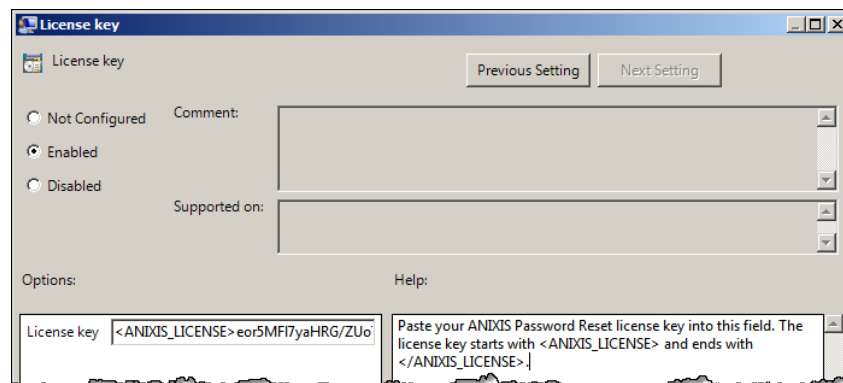 License key
License key
Previous Setting
Next Setting
Not Configured
Comment:
Enabled
Disabled
Supported on:
Options:
Help:
License key
<ANIXIS_LICENSE>eor5MFI7yaHRG/ZUo
Paste your ANIXIS Password Reset license key into this field. The
license key starts with <ANIXIS_LICENSE> and ends with
</ANIXIS_LICENSE>.